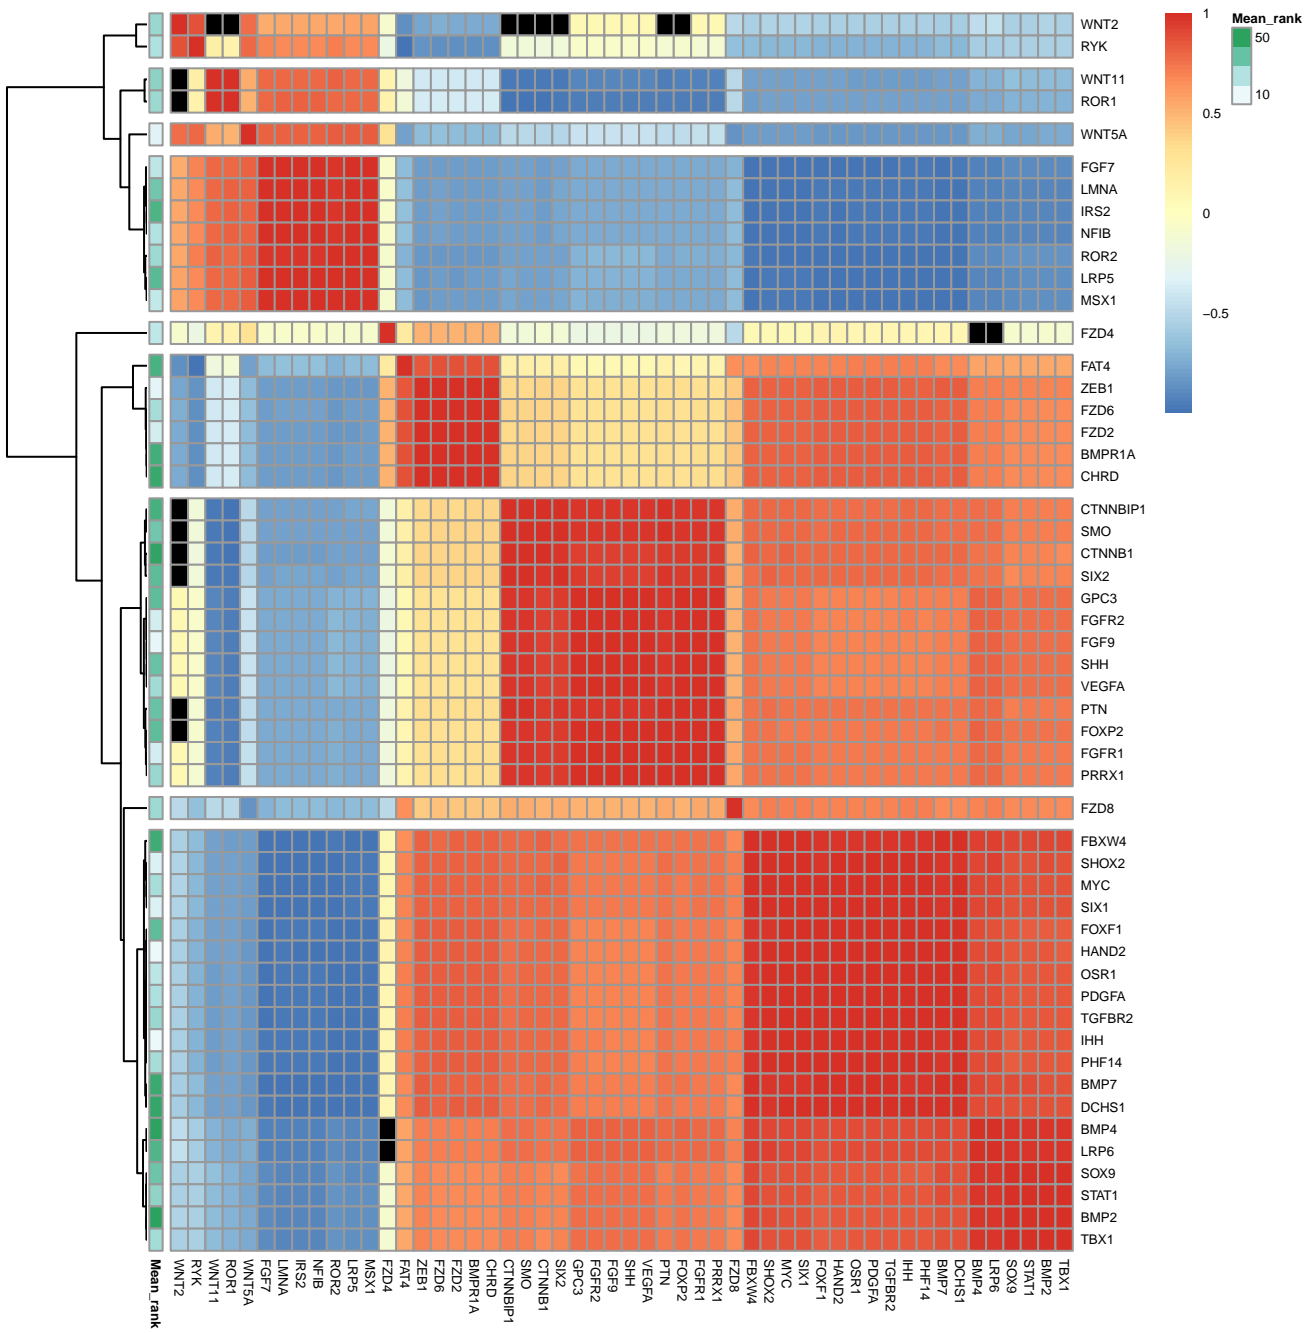 WNT2
RYK
WNT11
ROR1
WNT5A
FGF7
LMNA
IRS2
NFIB
ROR2
LRP5
MSX1
FZD4
FAT4
ZEB1
FZD6
FZD2
BMPR1A
CHRD
CTNNBIP1
SMO
CTNNB1
SIX2
GPC3
FGFR2
FGF9
SHH
VEGFA
PTN
FOXP2
FGFR1
PRRX1
FZD8
FBXW4
SHOX2
MYC
SIX1
FOXF1
HAND2
OSR1
PDGFA
TGFBR2
IHH
PHF14
BMP7
DCHS1
BMP4
LRP6
SOX9
STAT1
BMP2
TBX1
1
0.5
0
−0.5
Mean_rank
50
10
Mean_rank
WNT2
RYK
WNT11
ROR1
WNT5A
FGF7
LMNA
IRS2
NFIB
ROR2
LRP5
MSX1
FZD4
FAT4
ZEB1
FZD6
FZD2
BMPR1A
CHRD
CTNNBIP1
SMO
CTNNB1
SIX2
GPC3
FGFR2
FGF9
SHH
VEGFA
PTN
FOXP2
FGFR1
PRRX1
FZD8
FBXW4
SHOX2
MYC
SIX1
FOXF1
HAND2
OSR1
PDGFA
TGFBR2
IHH
PHF14
BMP7
DCHS1
BMP4
LRP6
SOX9
STAT1
BMP2
TBX1